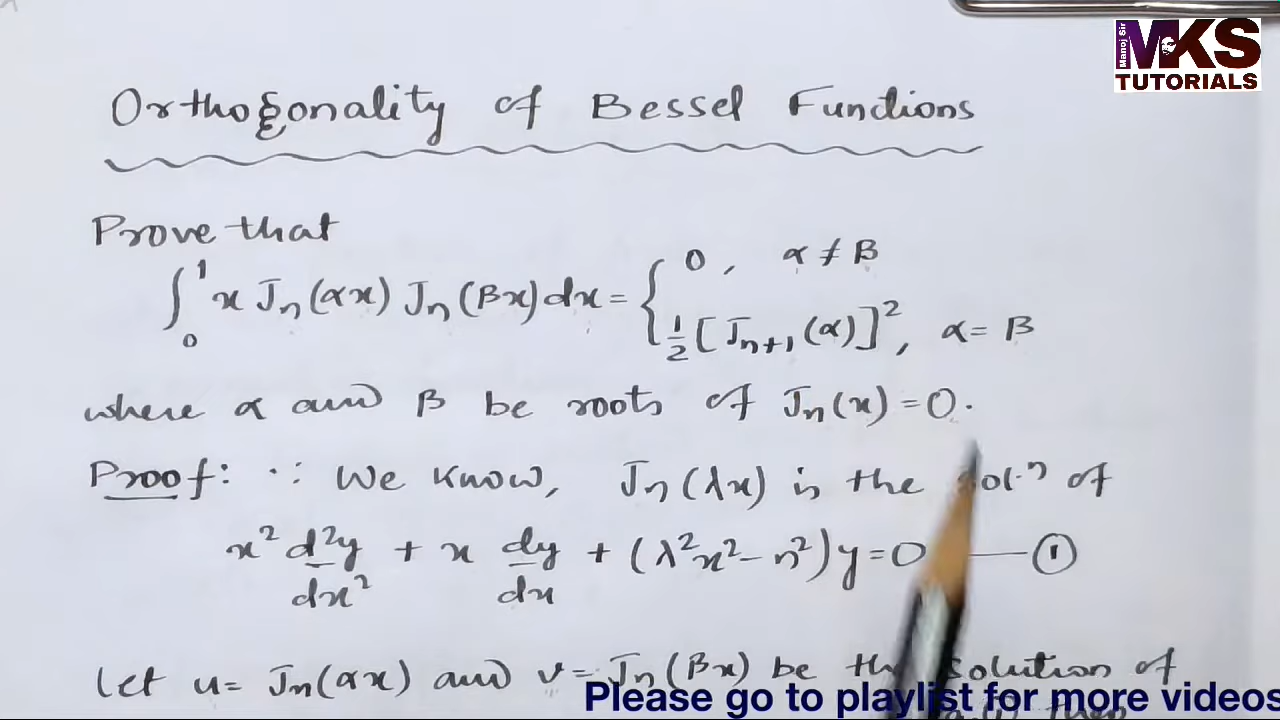 Manoj Sir
MKS
TUTORIALS
Orthogonality of Bessel Functions
Prove that
∫₀¹ x Jₙ(αx) Jₙ(βx) dx = { 0, α ≠ β
½ [Jₙ₊₁(α)]², α = β
where α and β be roots of Jₙ(x) = 0.
Proof: ∵ We know, Jₙ(λx) is the solⁿ of
x² d²y/dx² + x dy/dx + (λ²x² − n²) y = 0 — ①
Let u = Jₙ(αx) and v = Jₙ(βx) be the solution of
Please go to playlist for more videos